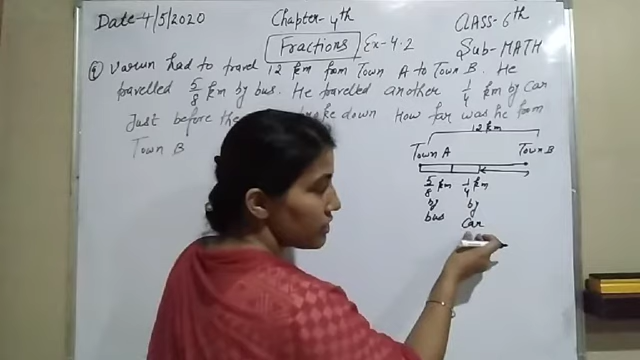 Date-4/5/2020 Chapter-4th CLASS-6th
Fractions Ex-4.2 Sub-MATH
Varun had to travel 12 km from Town A to Town B. He
travelled 5/8 km by bus. He travelled another 1/4 km by car
Just before the broke down How far was he from
Town B
12 km
Town A Town B
5/8 km 1/4 km
by by
bus Car